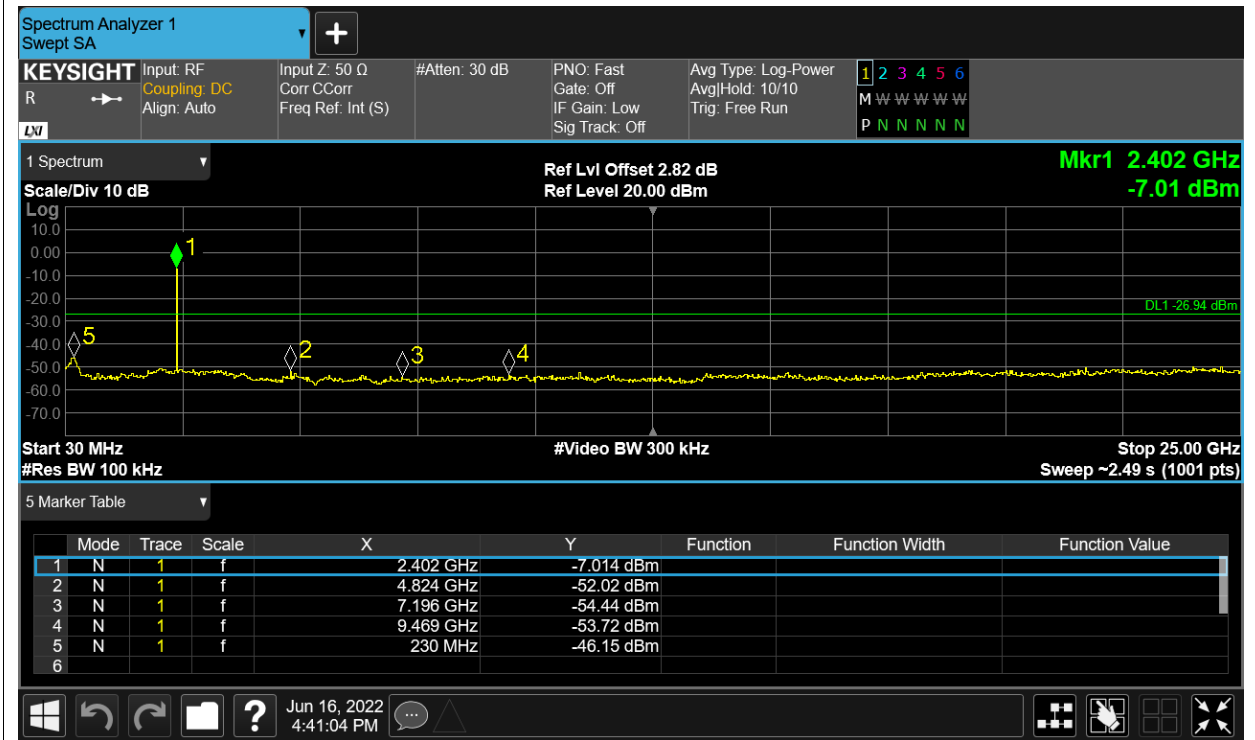 Spectrum Analyzer 1
Swept SA
+
KEYSIGHT Input: RF Input Z: 50 Ω #Atten: 30 dB PNO: Fast Avg Type: Log-Power 1 2 3 4 5 6
R Coupling: DC Corr CCorr Gate: Off Avg|Hold: 10/10 M W W W W W
Align: Auto Freq Ref: Int (S) IF Gain: Low Trig: Free Run
LXI Sig Track: Off P N N N N N
1 Spectrum Ref Lvl Offset 2.82 dB Mkr1 2.402 GHz
Scale/Div 10 dB Ref Level 20.00 dBm -7.01 dBm
Log
10.0
0.00 1
-10.0
-20.0 DL1 -26.94 dBm
-30.0 5
-40.0 2 3 4
-50.0
-60.0
-70.0
Start 30 MHz #Video BW 300 kHz Stop 25.00 GHz
#Res BW 100 kHz Sweep ~2.49 s (1001 pts)
5 Marker Table
Mode Trace Scale X Y Function Function Width Function Value
1 N 1 f 2.402 GHz -7.014 dBm
2 N 1 f 4.824 GHz -52.02 dBm
3 N 1 f 7.196 GHz -54.44 dBm
4 N 1 f 9.469 GHz -53.72 dBm
5 N 1 f 230 MHz -46.15 dBm
6
? Jun 16, 2022
4:41:04 PM